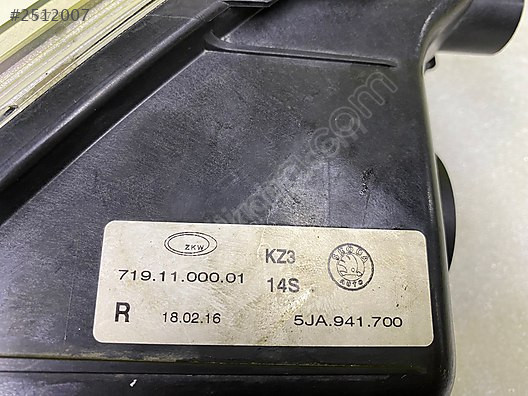 #2512007
ZKW
719.11.000.01
KZ3
14S
SKODA
AUTO
R
18.02.16
5JA.941.700